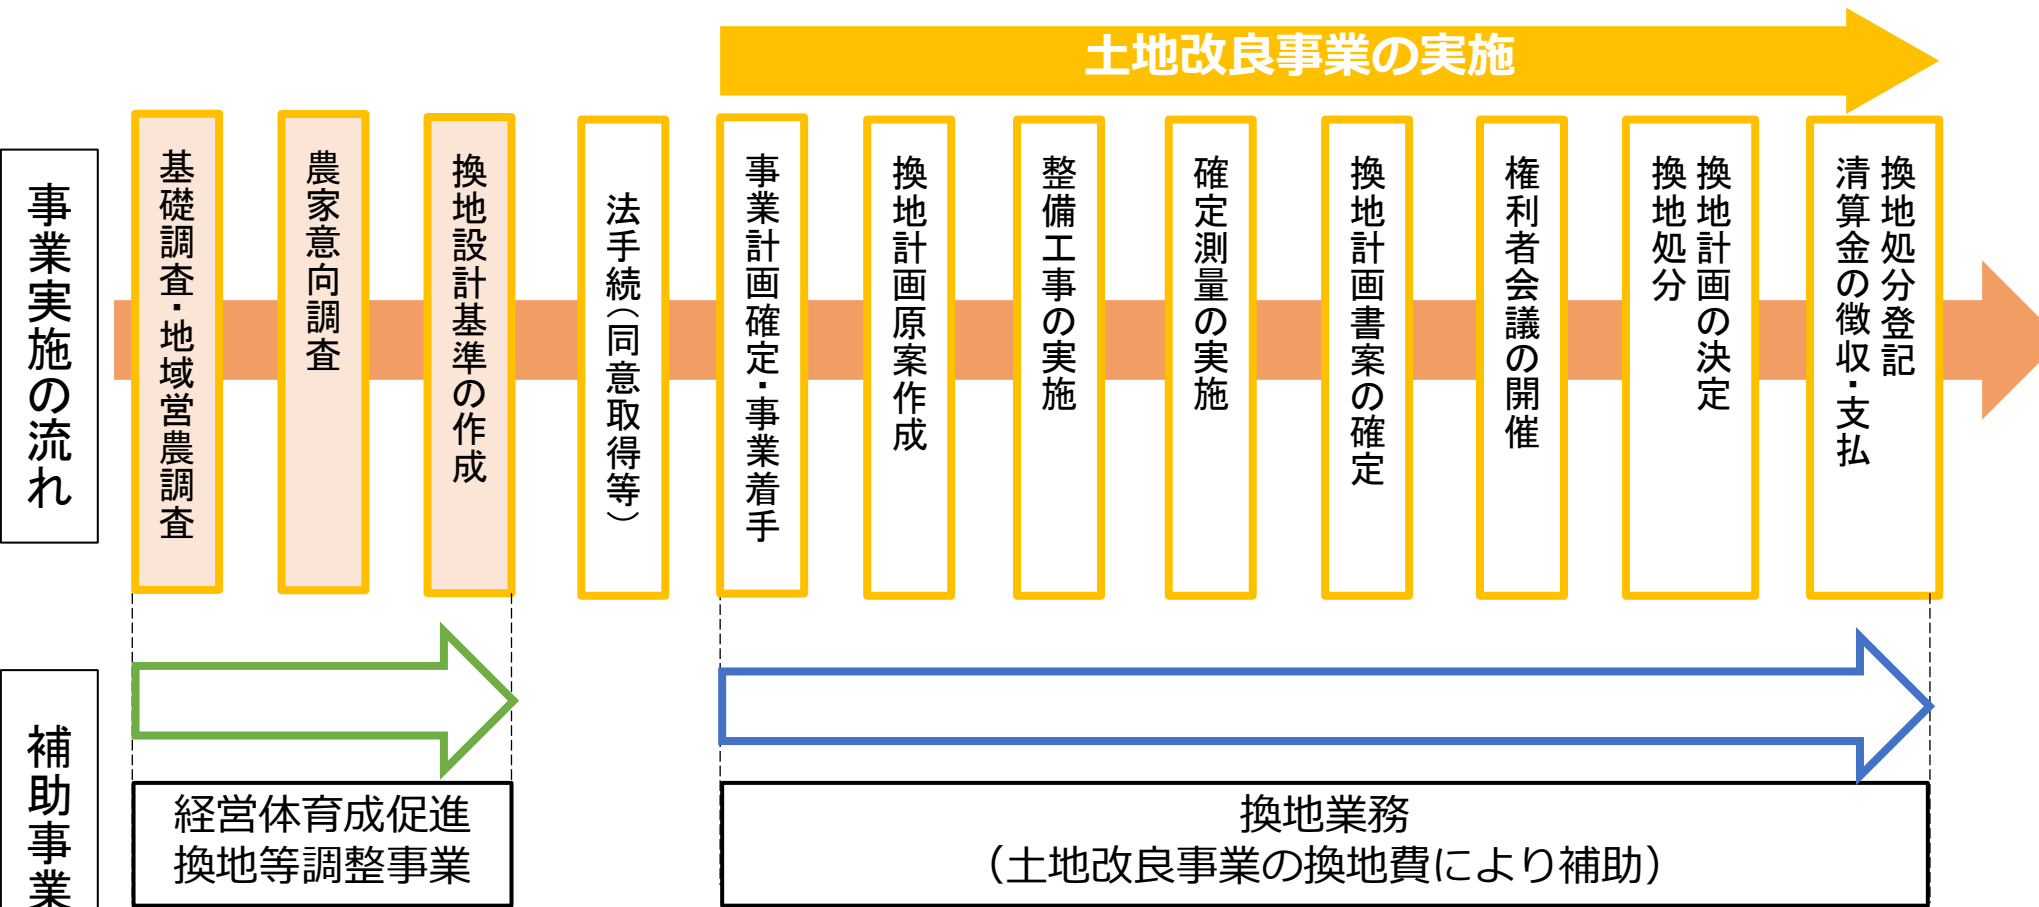 土地改良事業の実施
事業実施の流れ
基礎調査・地域営農調査
農家意向調査
換地設計基準の作成
法手続（同意取得等）
事業計画確定・事業着手
換地計画原案作成
整備工事の実施
確定測量の実施
換地計画書案の確定
権利者会議の開催
換地計画の決定
換地処分
換地処分登記
清算金の徴収・支払
補助事業
経営体育成促進
換地等調整事業
換地業務
（土地改良事業の換地費により補助）